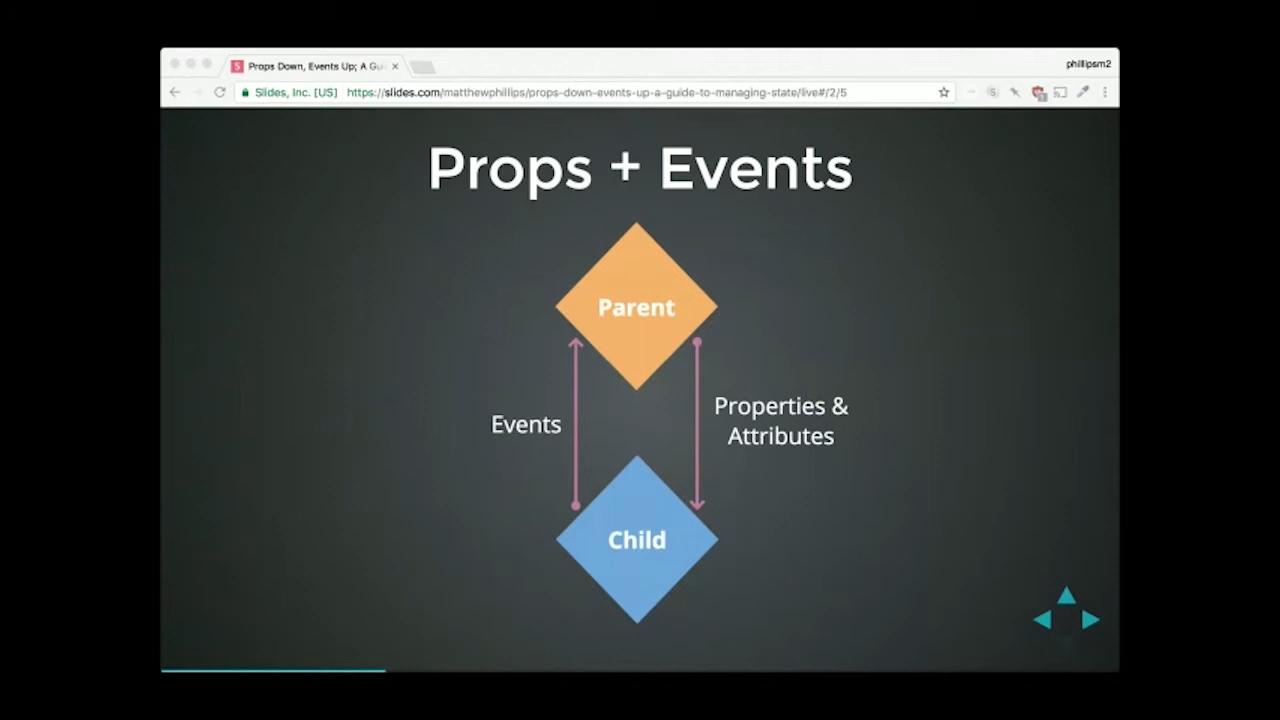 Props Down, Events Up; A Gu
phillipsm2
Slides, Inc. [US] https://slides.com/matthewphillips/props-down-events-up-a-guide-to-managing-state/live#/2/5
Props + Events
Parent
Events
Properties &
Attributes
Child